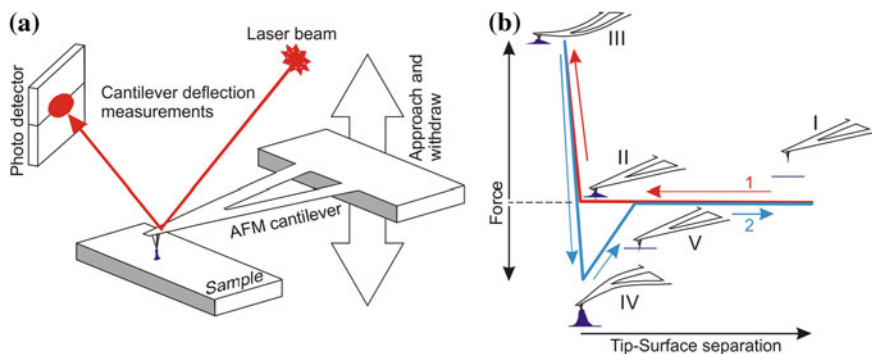 (a)
Laser beam
Photo detector
Cantilever deflection
measurements
Approach and
withdraw
AFM cantilever
Sample
(b)
III
I
II
1
Force
2
V
IV
Tip-Surface separation